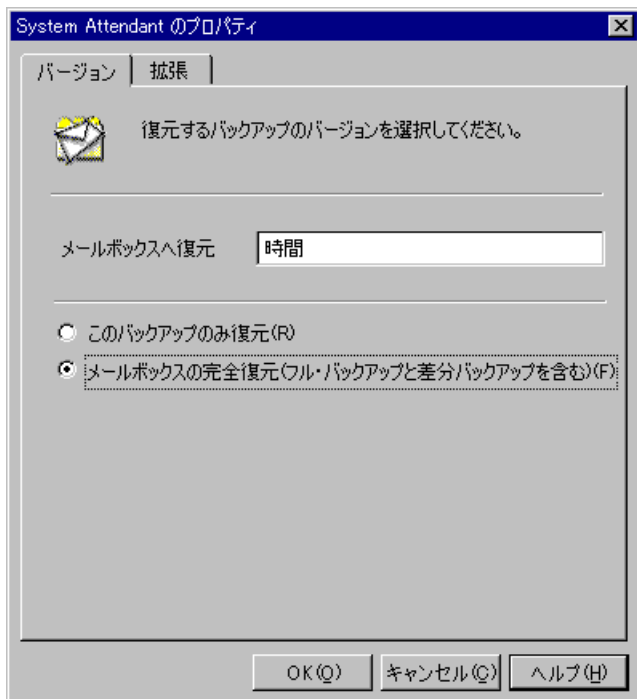 System Attendant のプロパティ
バージョン 拡張
復元するバックアップのバージョンを選択してください。
メールボックスへ復元 時間
このバックアップのみ復元(R)
メールボックスの完全復元(フル・バックアップと差分バックアップを含む)(F)
OK(O) キャンセル(C) ヘルプ(H)